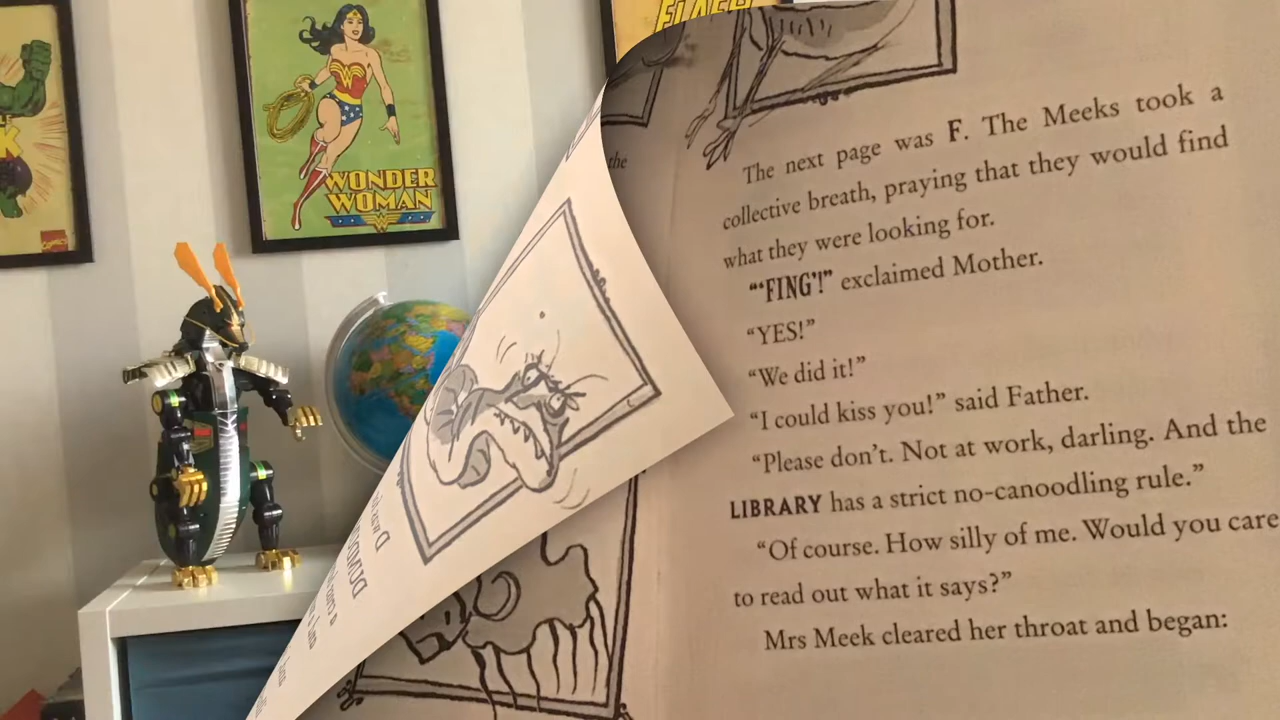 FLASH
WONDER
WOMAN
COMICS
the
The next page was F. The Meeks took a
collective breath, praying that they would find
what they were looking for.
“‘FING’!” exclaimed Mother.
“YES!”
“We did it!”
“I could kiss you!” said Father.
“Please don’t. Not at work, darling. And the
LIBRARY has a strict no-canoodling rule.”
“Of course. How silly of me. Would you care
to read out what it says?”
Mrs Meek cleared her throat and began: